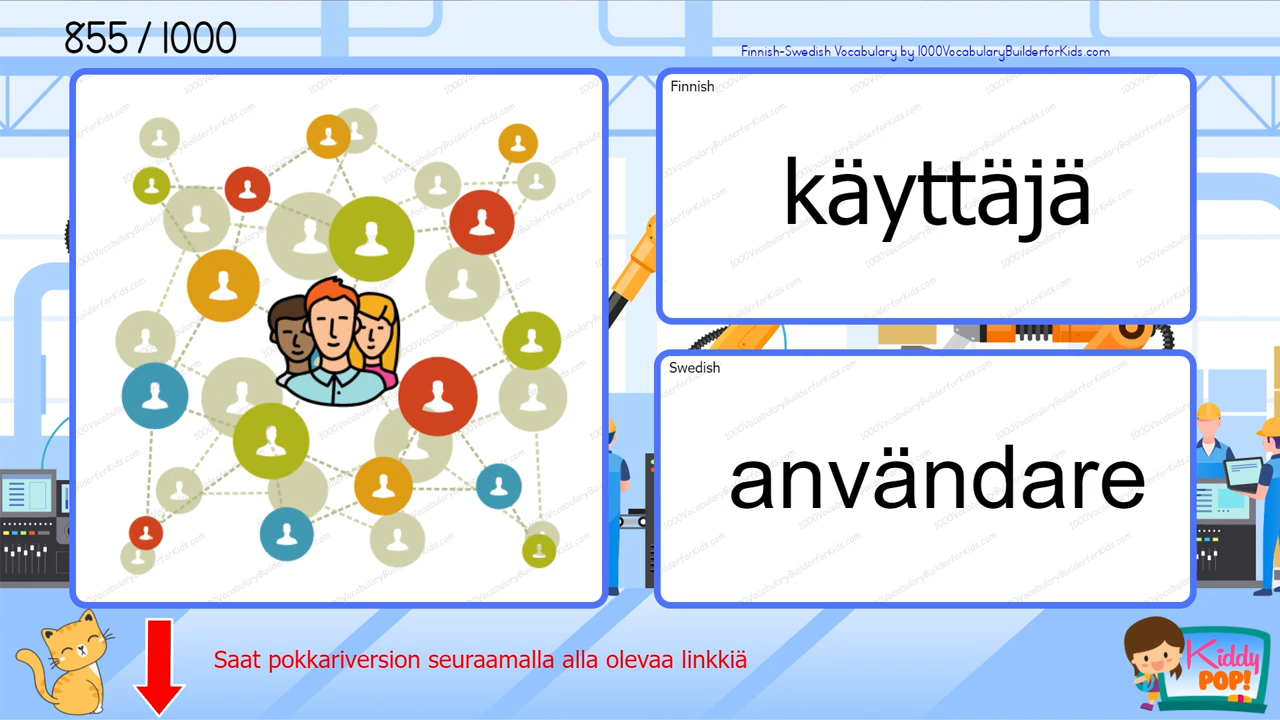 855 / 1000
Finnish-Swedish Vocabulary by 1000VocabularyBuilderforKids.com
Finnish
käyttäjä
Swedish
användare
Saat pokkariversion seuraamalla alla olevaa linkkiä
Kiddy
POP!